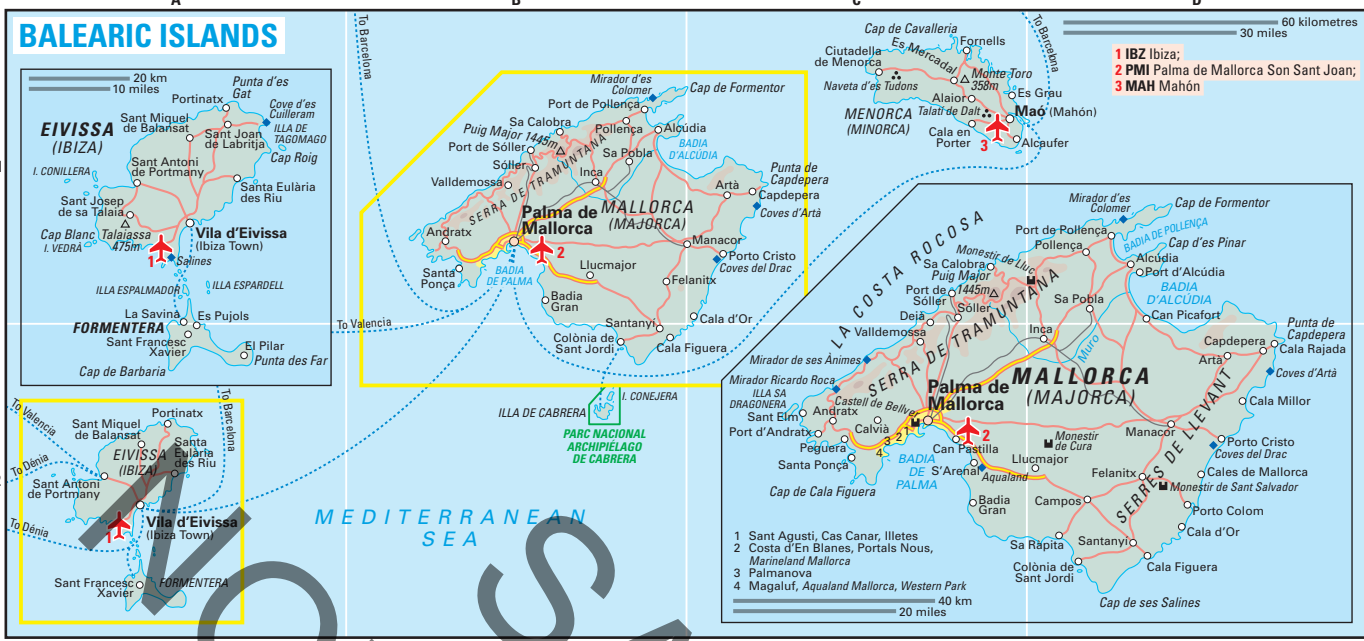 A
B
C
D
BALEARIC ISLANDS
60 kilometres
30 miles
1 IBZ Ibiza;
2 PMI Palma de Mallorca Son Sant Joan;
3 MAH Mahón
20 km
10 miles
EIVISSA
(IBIZA)
Punta d'es
Gat
Portinatx
Cove d'es
Cuilleram
ILLA DE
TAGOMAGO
Sant Miquel
de Balansat
Sant Joan
de Labritja
Cap Roig
I. CONILLERA
Sant Antoni
de Portmany
Santa Eulària
des Riu
Sant Josep
de sa Talaia
Cap Blanc
I. VEDRÀ
Talaiassa
475m
Vila d'Eivissa
(Ibiza Town)
1
Salines
ILLA ESPALMADOR
ILLA ESPARDELL
La Savina
Es Pujols
FORMENTERA
Sant Francesc
Xavier
El Pilar
Punta des Far
Cap de Barbaria
To Barcelona
To Valencia
Mirador d'es
Colomer
Cap de Formentor
Port de Pollença
Sa Calobra
Pollença
Alcúdia
Puig Major 1445m
Port de Sóller
BADIA
D'ALCÚDIA
Sóller
Sa Pobla
Valldemossa
SERRA DE TRAMUNTANA
Inca
Punta de
Capdepera
Artà
Capdepera
Coves d'Artà
Palma de
Mallorca
MALLORCA
(MAJORCA)
Andratx
2
Manacor
Porto Cristo
Coves del Drac
Santa
Ponça
BADIA
DE PALMA
Llucmajor
Felanitx
Badia
Gran
Santanyí
Cala d'Or
Colònia de
Sant Jordi
Cala Figuera
ILLA DE CABRERA
I. CONEJERA
PARC NACIONAL
ARCHIPIÉLAGO
DE CABRERA
Cap de Cavalleria
Fornells
To Barcelona
Ciutadella
de Menorca
Es Mercadal
Monte Toro
358m
Naveta d'es Tudons
Es Grau
Alaior
Talatí de Dalt
MENORCA
(MINORCA)
Maó (Mahón)
Cala en
Porter
3
Alcaufer
To Valencia
To Barcelona
Portinatx
Sant Miquel
de Balansat
Santa
Eulària
des Riu
EIVISSA
(IBIZA)
To Dénia
Sant Antoni
de Portmany
To Dénia
1
Vila d'Eivissa
(Ibiza Town)
Sant Francesc
Xavier
FORMENTERA
MEDITERRANEAN
SEA
Mirador d'es
Colomer
Cap de Formentor
Port de Pollença
BADIA DE POLLENÇA
Pollença
Cap d'es Pinar
Monestir de Lluc
Sa Calobra
Alcúdia
Puig Major
1445m
Port d'Alcúdia
LA COSTA ROCOSA
Port de
Sóller
BADIA
D'ALCÚDIA
Sa Pobla
Deià
Sóller
Can Picafort
Valldemossa
SERRA DE TRAMUNTANA
Inca
Muro
Punta de
Capdepera
Mirador de ses Ànimes
Capdepera
Cala Rajada
Artà
Mirador Ricardo Roca
Palma de
Mallorca
MALLORCA
(MAJORCA)
Coves d'Artà
ILLA SA
DRAGONERA
Castell de Bellver
Cala Millor
Sant Elm
Andratx
Calvià
1
2
3
4
2
Manacor
SERRES DE LLEVANT
Port d'Andratx
Monestir
de Cura
Porto Cristo
Coves del Drac
Peguera
Can Pastilla
Llucmajor
Santa Ponça
BADIA
DE
PALMA
S'Arenal
Aqualand
Felanitx
Cales de Mallorca
Monestir de Sant Salvador
Cap de Cala Figuera
Badia
Gran
Campos
Porto Colom
Cala d'Or
Sa Ràpita
Santanyí
Colònia de
Sant Jordi
Cala Figuera
Cap de ses Salines
1 Sant Agusti, Cas Canar, Illetes
2 Costa d'En Blanes, Portals Nous,
Marineland Mallorca
3 Palmanova
4 Magaluf, Aqualand Mallorca, Western Park
40 km
20 miles